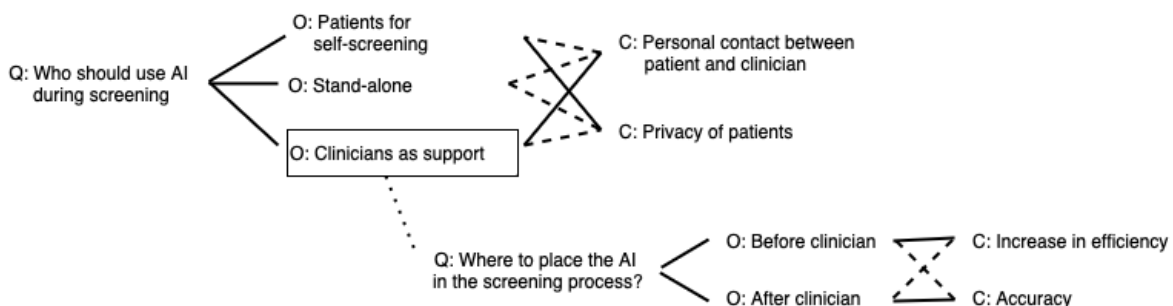 O: Patients for
self-screening
Q: Who should use AI
during screening
O: Stand-alone
O: Clinicians as support
C: Personal contact between
patient and clinician
C: Privacy of patients
Q: Where to place the AI
in the screening process?
O: Before clinician
O: After clinician
C: Increase in efficiency
C: Accuracy